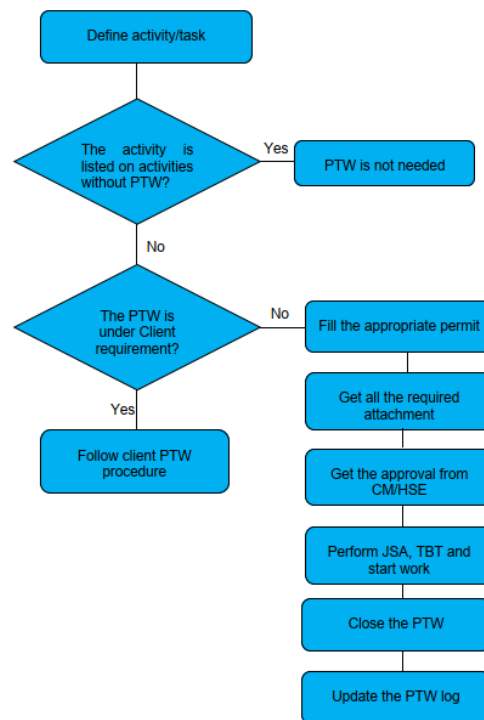 Define activity/task
The activity is
listed on activities
without PTW?
Yes
PTW is not needed
No
The PTW is
under Client
requirement?
No
Fill the appropriate permit
Yes
Get all the required
attachment
Follow client PTW
procedure
Get the approval from
CM/HSE
Perform JSA, TBT and
start work
Close the PTW
Update the PTW log